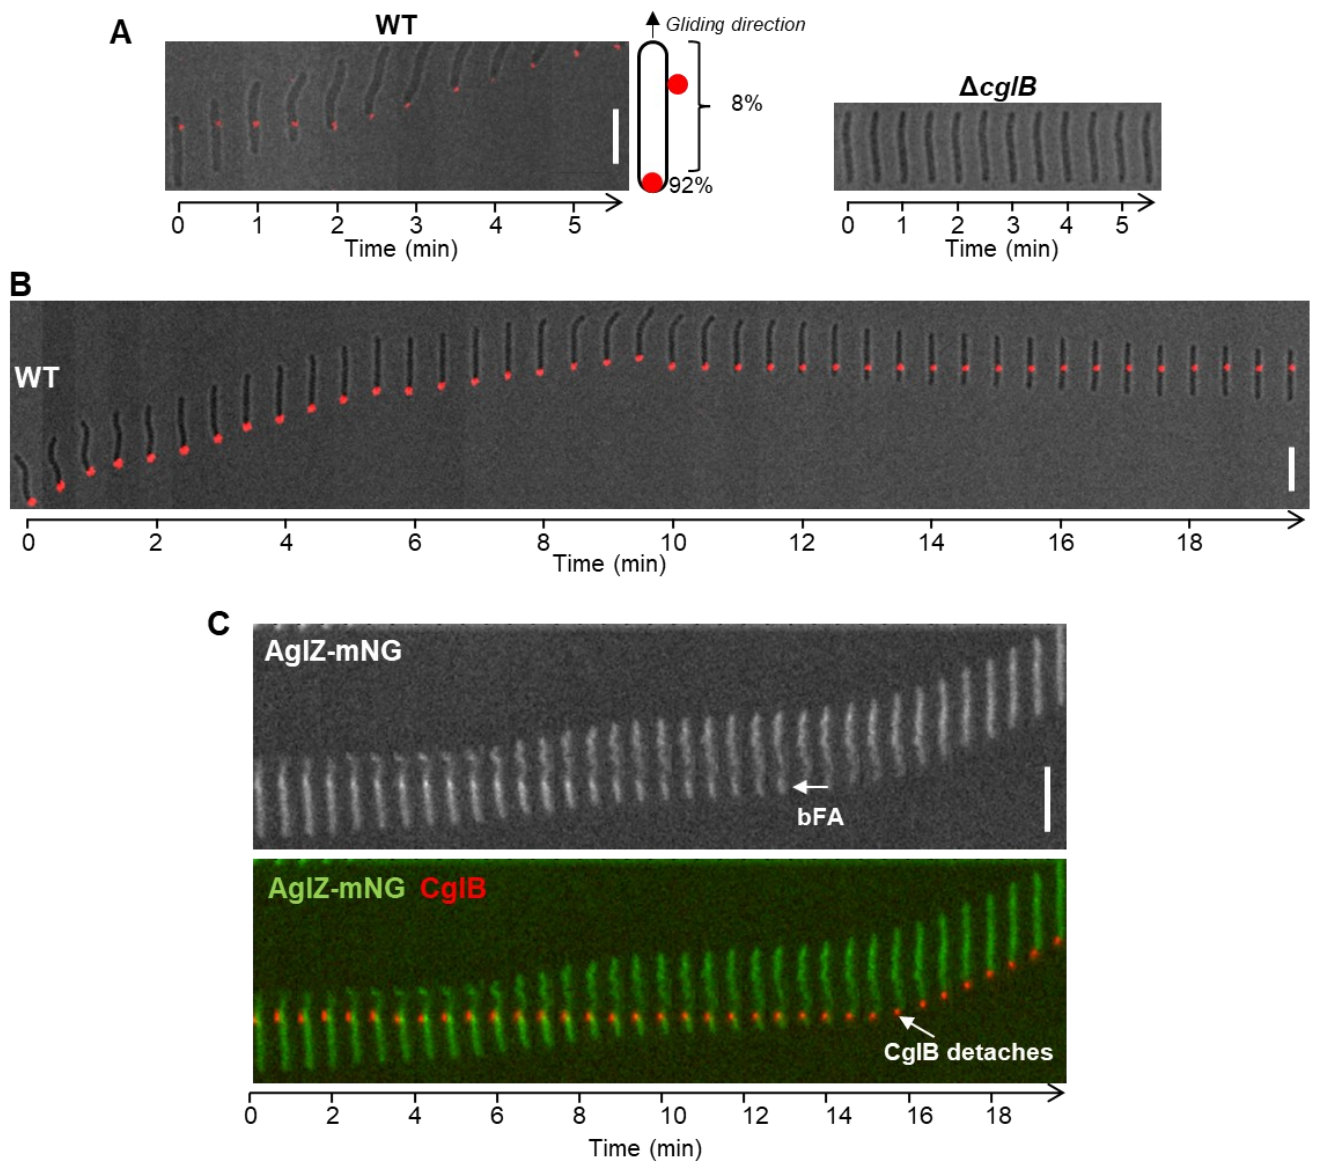 A
WT
Gliding direction
8%
92%
ΔcglB
0 1 2 3 4 5
Time (min)
0 1 2 3 4 5
Time (min)
B
WT
0 2 4 6 8 10 12 14 16 18
Time (min)
C
AglZ-mNG
bFA
AglZ-mNG CglB
CglB detaches
0 2 4 6 8 10 12 14 16 18
Time (min)